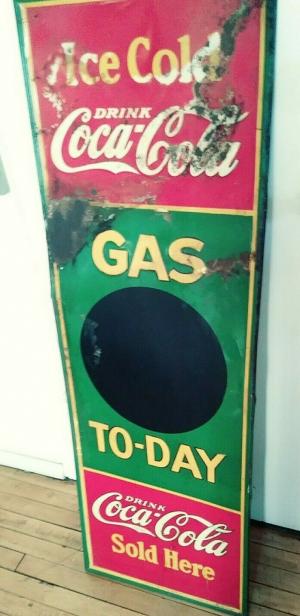 Ice Cold
DRINK
Coca-Cola
GAS
TO-DAY
DRINK
Coca-Cola
Sold Here